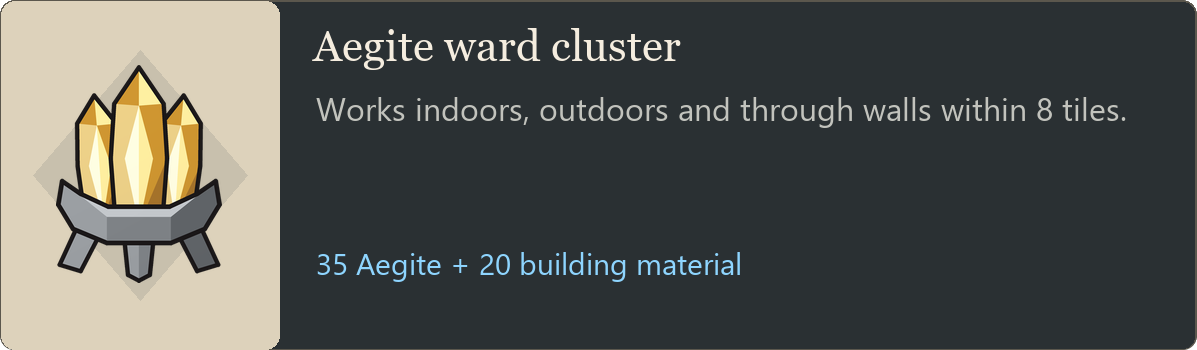 Aegite ward cluster
Works indoors, outdoors and through walls within 8 tiles.
35 Aegite + 20 building material